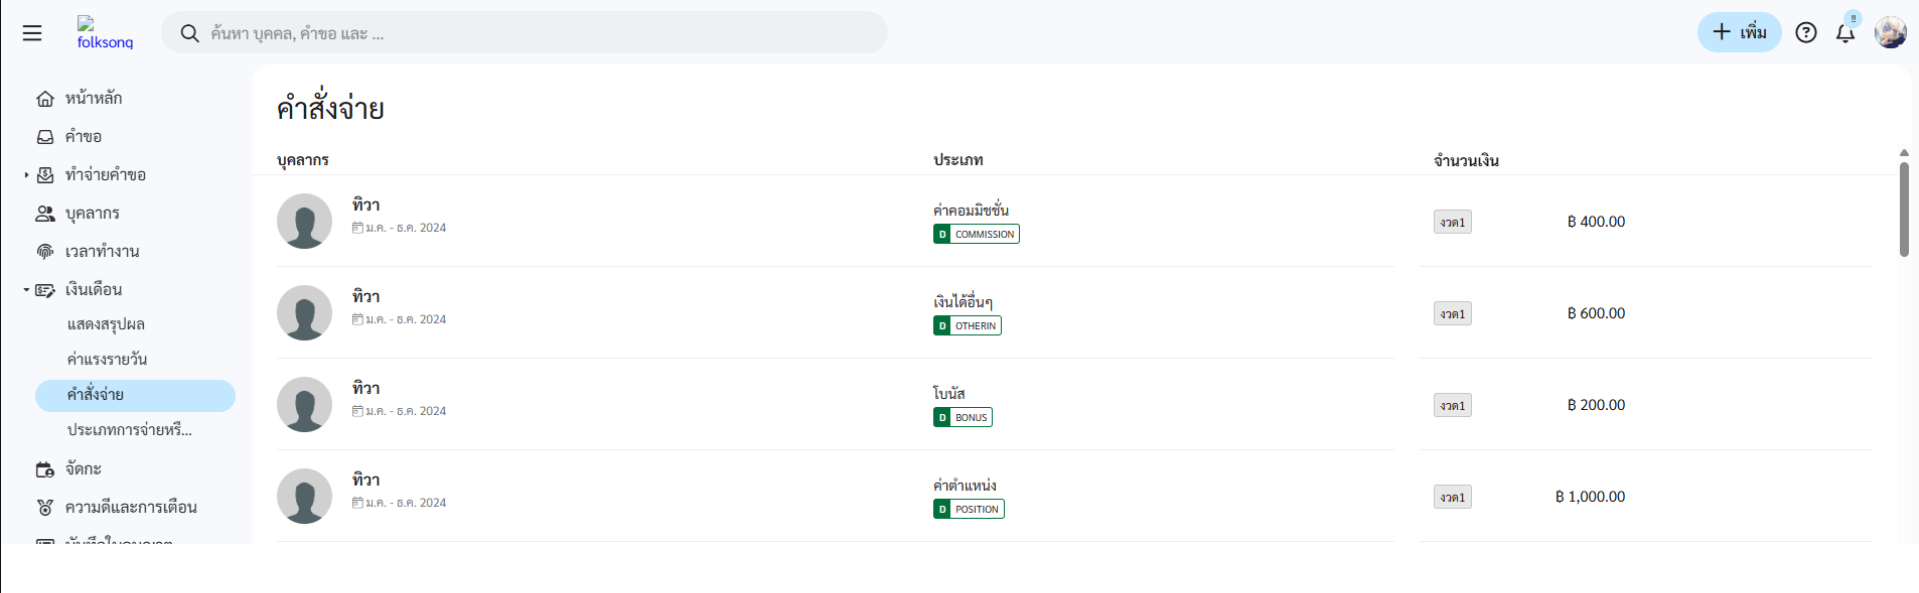 folksong
ค้นหา บุคคล, คำขอ และ ...
เพิ่ม
หน้าหลัก
คำขอ
ทำจ่ายคำขอ
บุคลากร
เวลาทำงาน
เงินเดือน
แสดงสรุปผล
ค่าแรงรายวัน
คำสั่งจ่าย
ประเภทการจ่ายหรื...
จัดกะ
ความดีและการเตือน
คำสั่งจ่าย
บุคลากร ประเภท จำนวนเงิน
ทิวา
ม.ค. - ธ.ค. 2024
ค่าคอมมิชชั่น
D COMMISSION
งวด1 ฿ 400.00
ทิวา
ม.ค. - ธ.ค. 2024
เงินได้อื่นๆ
D OTHERIN
งวด1 ฿ 600.00
ทิวา
ม.ค. - ธ.ค. 2024
โบนัส
D BONUS
งวด1 ฿ 200.00
ทิวา
ม.ค. - ธ.ค. 2024
ค่าตำแหน่ง
D POSITION
งวด1 ฿ 1,000.00